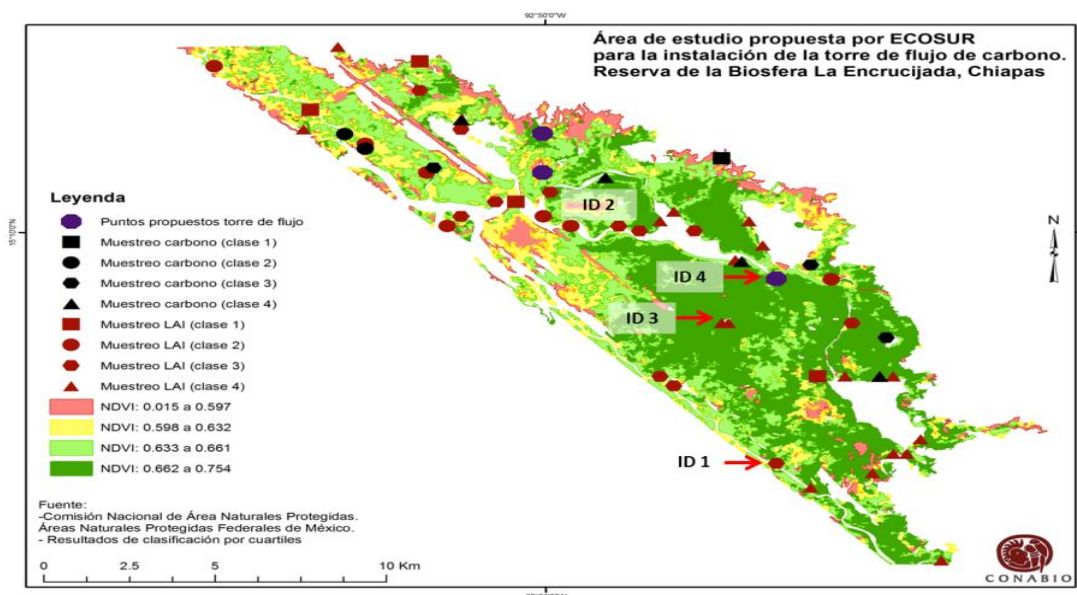 92°50'0"W
Área de estudio propuesta por ECOSUR
para la instalación de la torre de flujo de carbono.
Reserva de la Biosfera La Encrucijada, Chiapas
15°10'0"N
N
ID 2
ID 4
ID 3
ID 1
Leyenda
Puntos propuestos torre de flujo
Muestreo carbono (clase 1)
Muestreo carbono (clase 2)
Muestreo carbono (clase 3)
Muestreo carbono (clase 4)
Muestreo LAI (clase 1)
Muestreo LAI (clase 2)
Muestreo LAI (clase 3)
Muestreo LAI (clase 4)
NDVI: 0.015 a 0.597
NDVI: 0.598 a 0.632
NDVI: 0.633 a 0.661
NDVI: 0.662 a 0.754
Fuente:
-Comisión Nacional de Área Naturales Protegidas.
Áreas Naturales Protegidas Federales de México.
- Resultados de clasificación por cuartiles
0 2.5 5 10 Km
CONABIO